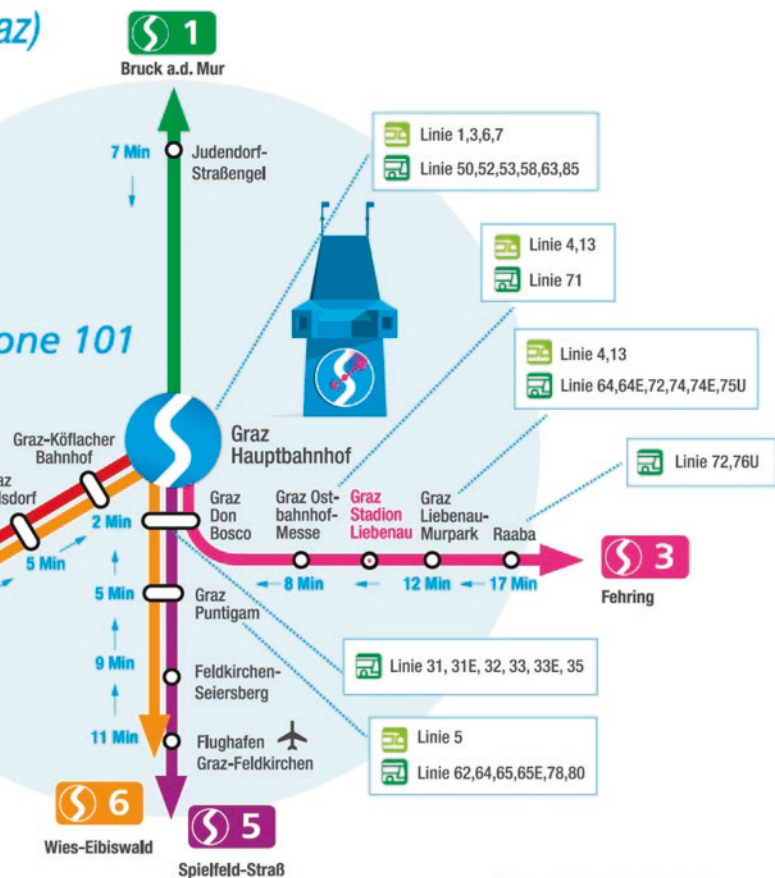 az)
1
Bruck a.d. Mur
7 Min
Judendorf-
Straßengel
Linie 1,3,6,7
Linie 50,52,53,58,63,85
Linie 4,13
Linie 71
one 101
Linie 4,13
Linie 64,64E,72,74,74E,75U
Linie 72,76U
Graz-Köflacher
Bahnhof
Graz
Hauptbahnhof
az
lsdorf
2 Min
5 Min
Graz
Don
Bosco
Graz Ost-
bahnhof-
Messe
Graz
Stadion
Liebenau
Graz
Liebenau-
Murpark
Raaba
8 Min
12 Min
17 Min
3
Fehring
5 Min
Graz
Puntigam
9 Min
Feldkirchen-
Seiersberg
11 Min
Flughafen
Graz-Feldkirchen
Linie 31, 31E, 32, 33, 33E, 35
Linie 5
Linie 62,64,65,65E,78,80
6
Wies-Eibiswald
5
Spielfeld-Straß